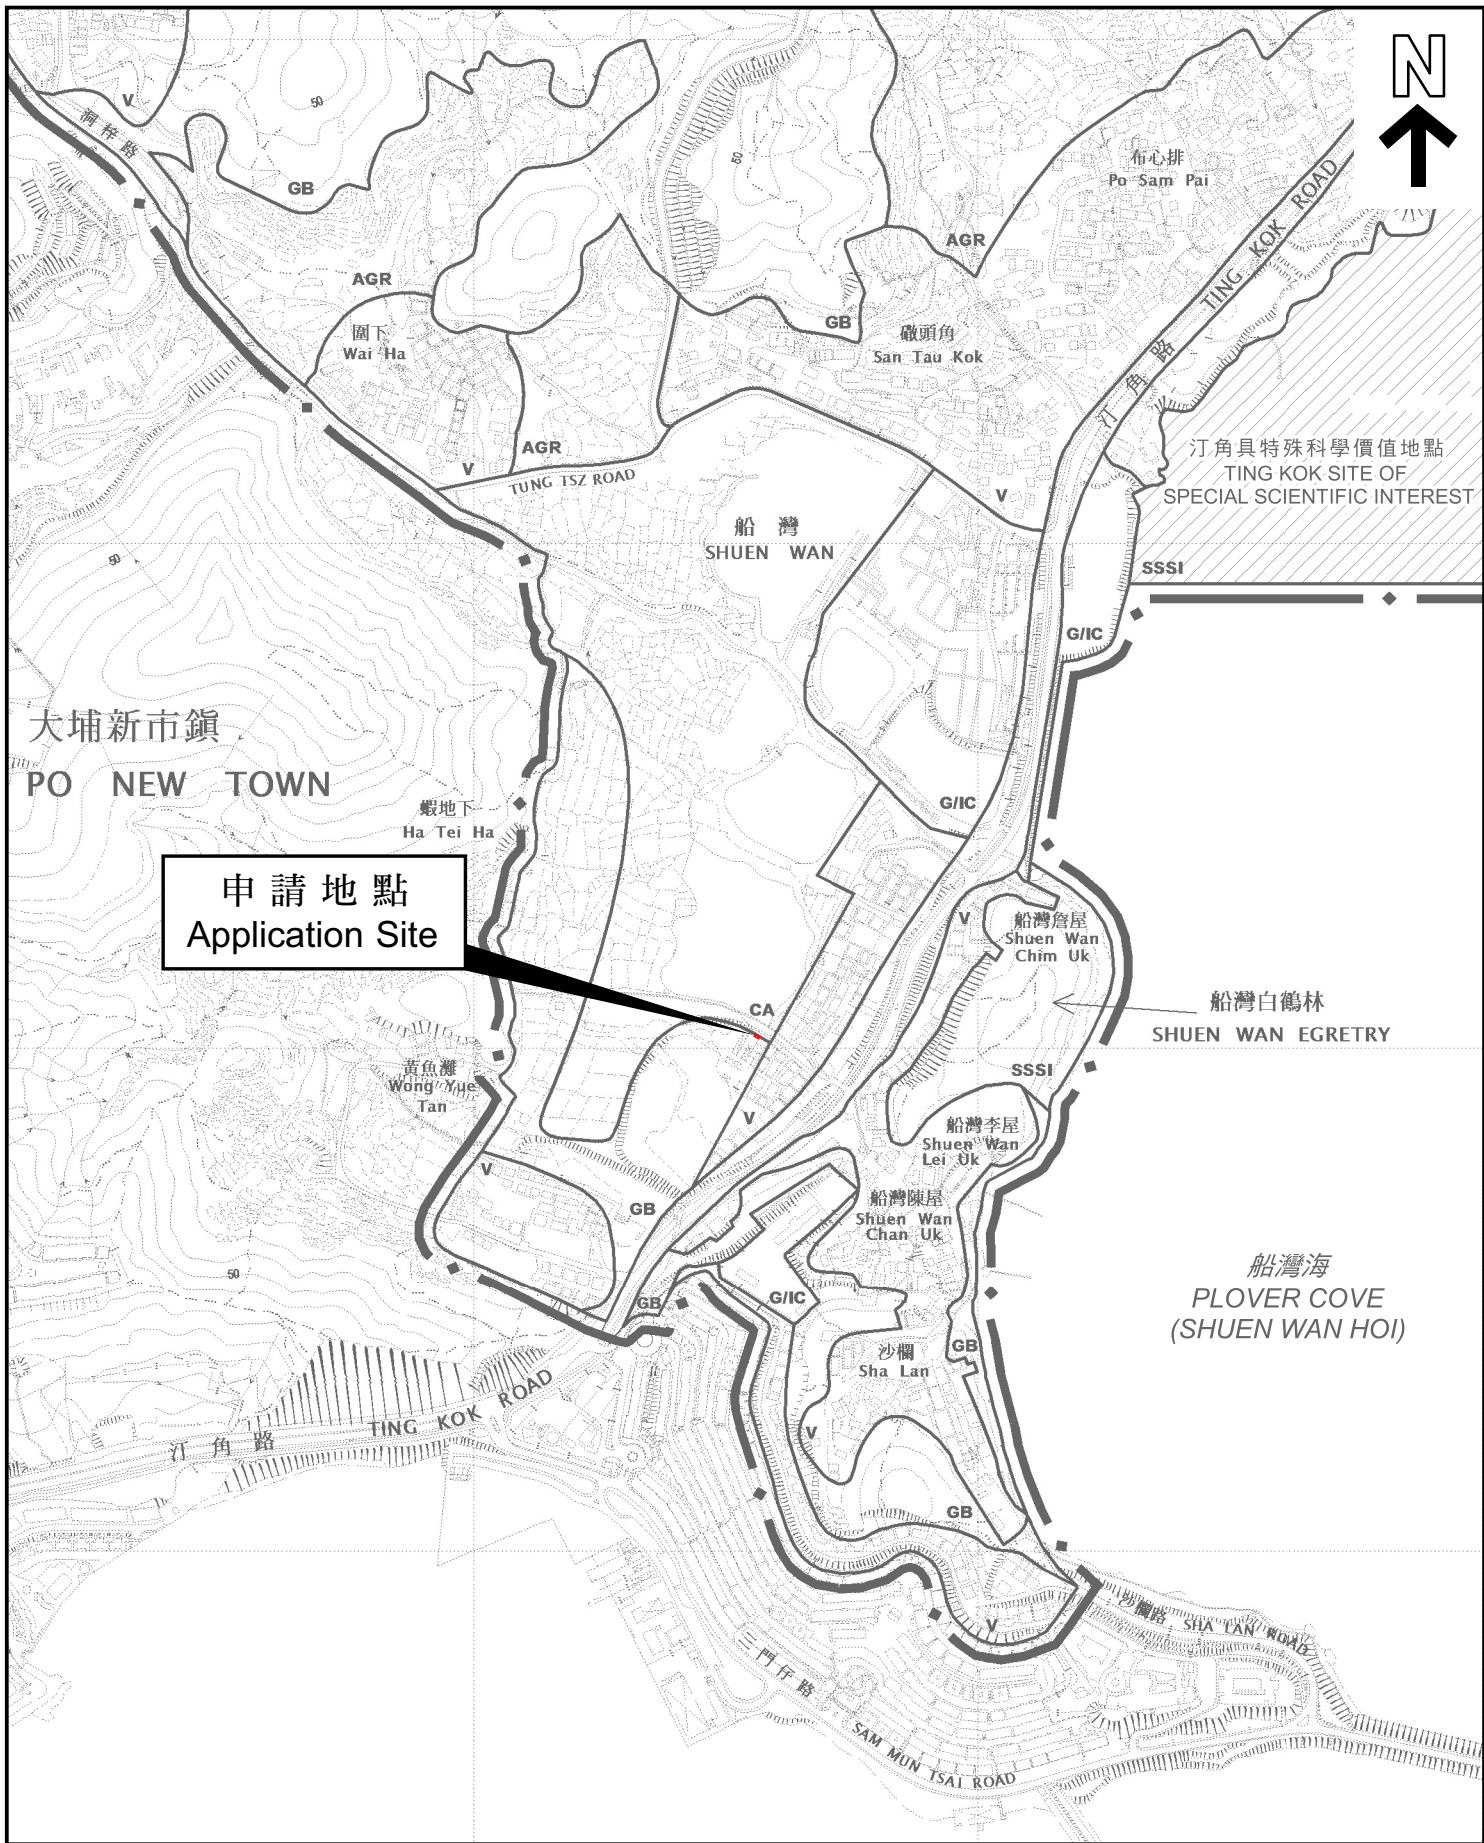 N
V
洞梓路
50
GB
50
布心排
Po Sam Pai
TING KOK ROAD
汀角路
AGR
AGR
圍下
Wai Ha
GB
䃟頭角
San Tau Kok
汀角具特殊科學價值地點
TING KOK SITE OF
SPECIAL SCIENTIFIC INTEREST
AGR
V
TUNG TSZ ROAD
V
船灣
SHUEN WAN
50
SSSI
G/IC
大埔新市鎮
PO NEW TOWN
蝦地下
Ha Tei Ha
G/IC
申請地點
Application Site
V
船灣詹屋
Shuen Wan
Chim Uk
CA
船灣白鶴林
SHUEN WAN EGRETRY
黃魚灘
Wong Yue
Tan
SSSI
V
船灣李屋
Shuen Wan
Lei Uk
V
GB
船灣陳屋
Shuen Wan
Chan Uk
50
船灣海
PLOVER COVE
(SHUEN WAN HOI)
GB
G/IC
沙欄
Sha Lan
GB
汀角路
TING KOK ROAD
V
GB
V
沙欄路 SHA LAN ROAD
三門仔路
SAM MUN TSAI ROAD